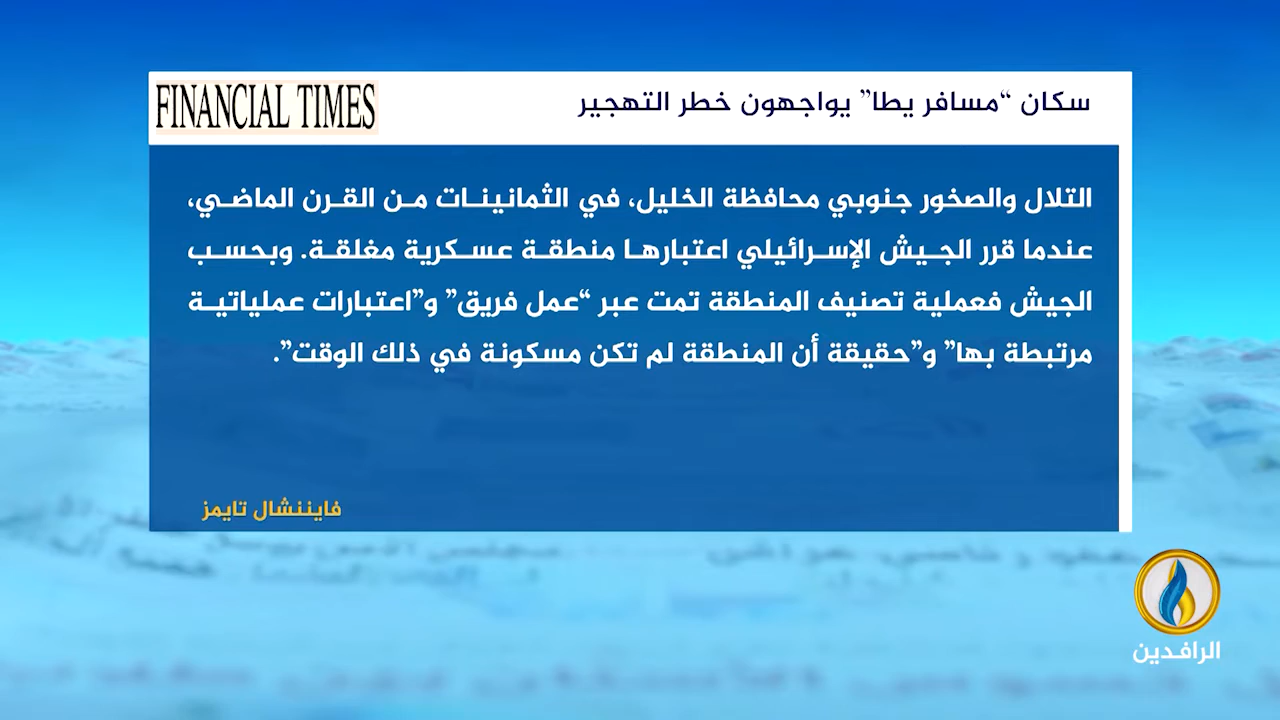 FINANCIAL TIMES
سكان “مسافر يطا” يواجهون خطر التهجير
التلال والصخور جنوبي محافظة الخليل، في الثمانينات من القرن الماضي،
عندما قرر الجيش الإسرائيلي اعتبارها منطقة عسكرية مغلقة. وبحسب
الجيش فعملية تصنيف المنطقة تمت عبر “عمل فريق” و”اعتبارات عملياتية
مرتبطة بها” و”حقيقة أن المنطقة لم تكن مسكونة في ذلك الوقت”.
فايننشال تايمز
الرافدين